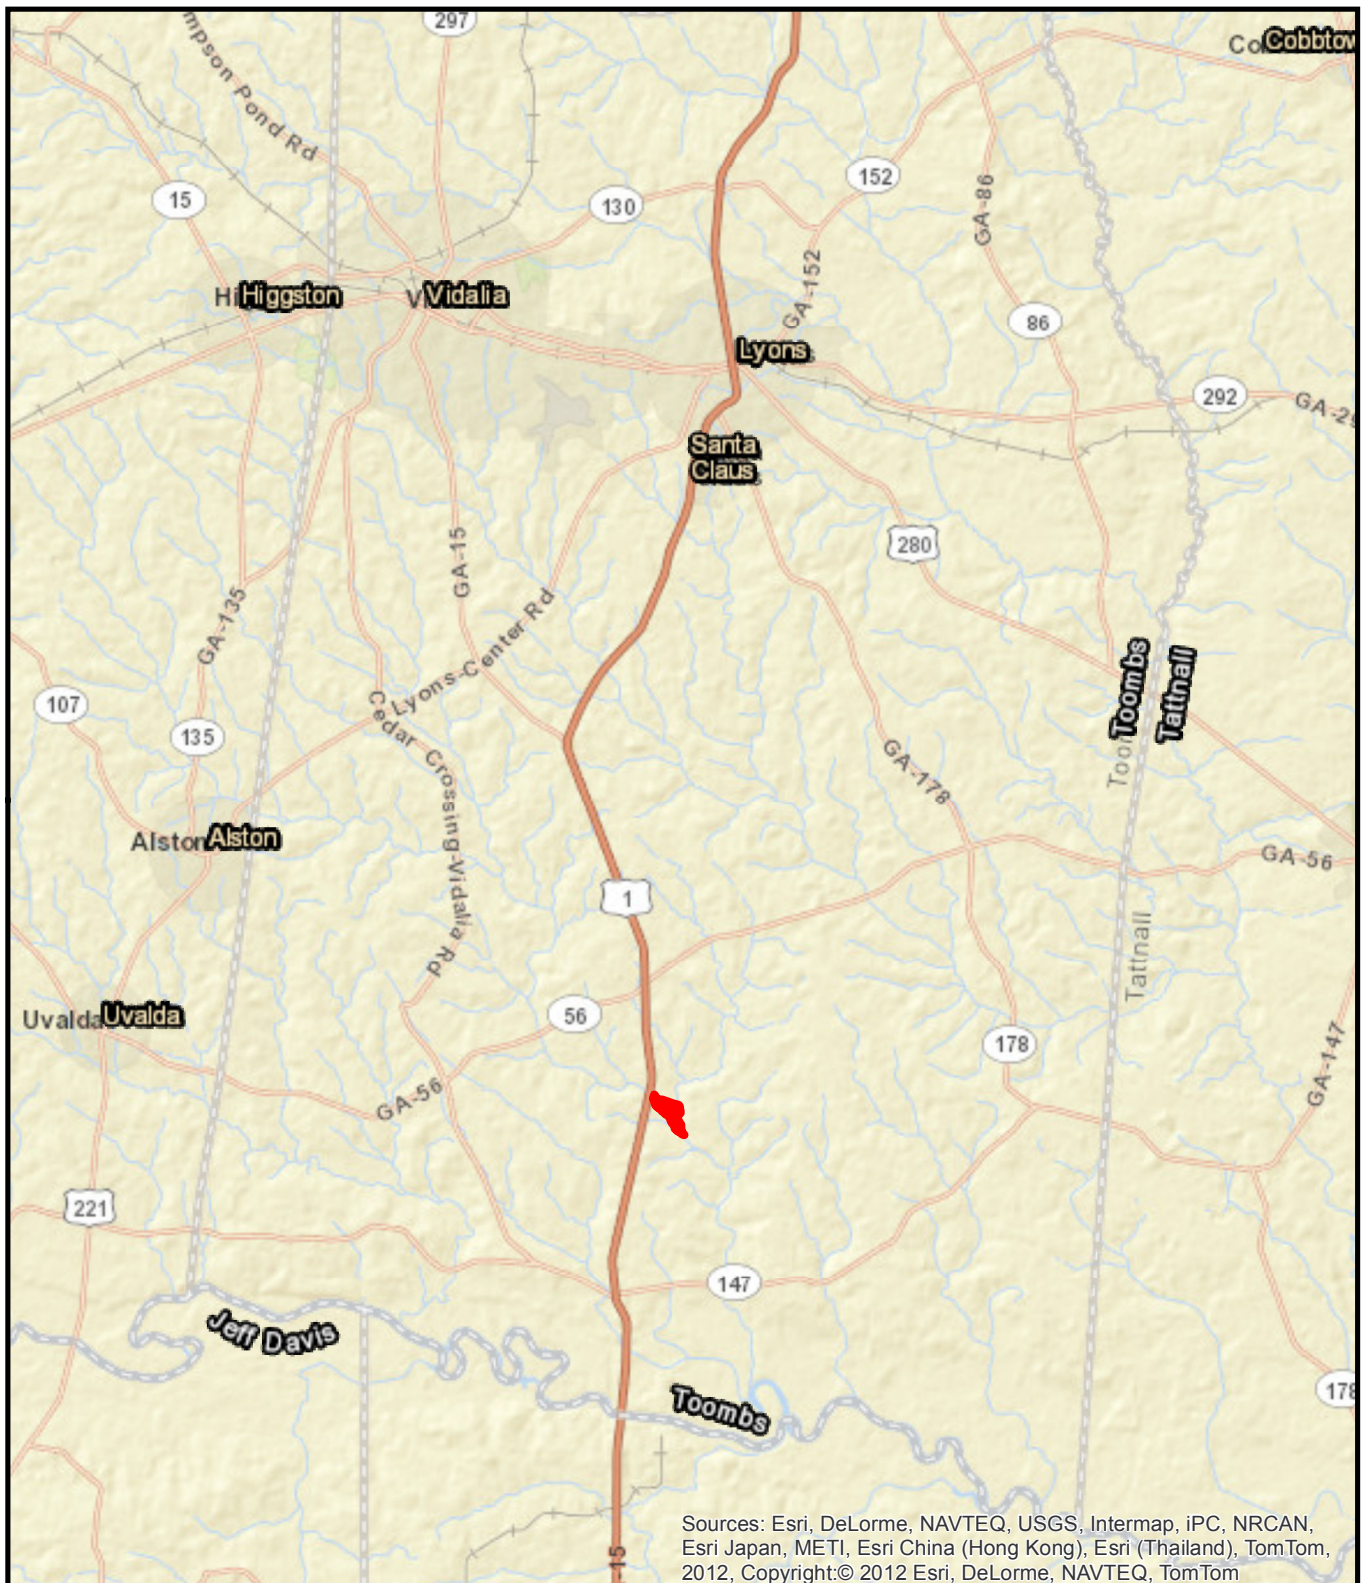 297
Cobbtow
mpson Pond Rd
15
152
130
GA-86
GA-152
Higgston
Vidalia
86
Lyons
292
GA-29
Santa
Claus
280
GA-15
GA-135
Lyons-Center Rd
Toombs
Tattnall
107
135
Cedar Crossing-Vidalia Rd
GA-178
Toom
Alston
Alston
GA-56
1
Tattnall
Uvalda
Uvalda
56
178
GA-147
GA-56
221
147
Jeff Davis
Toombs
178
Sources: Esri, DeLorme, NAVTEQ, USGS, Intermap, iPC, NRCAN,
Esri Japan, METI, Esri China (Hong Kong), Esri (Thailand), TomTom,
2012, Copyright:© 2012 Esri, DeLorme, NAVTEQ, TomTom
-15